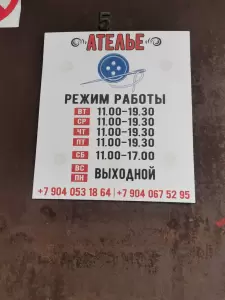 5
АТЕЛЬЕ
РЕЖИМ РАБОТЫ
ВТ 11.00-19.30
СР 11.00-19.30
ЧТ 11.00-19.30
ПТ 11.00-19.30
СБ 11.00-17.00
ВС
ПН ВЫХОДНОЙ
+7 904 053 18 64 +7 904 067 52 95